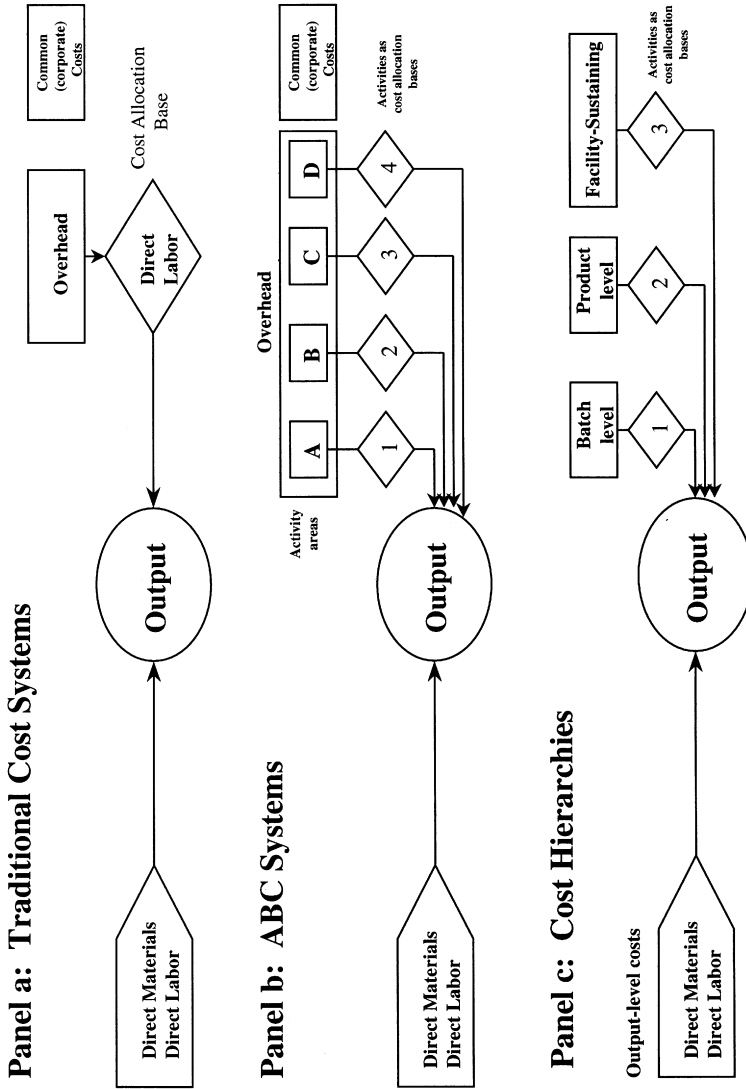 Panel a: Traditional Cost Systems
Direct Materials
Direct Labor
Output
Overhead
Direct
Labor
Cost Allocation
Base
Common
(corporate)
Costs
Panel b: ABC Systems
Direct Materials
Direct Labor
Output
Activity
areas
Overhead
A
B
C
D
1
2
3
4
Common
(corporate)
Costs
Activities as
cost allocation
bases
Panel c: Cost Hierarchies
Output-level costs
Direct Materials
Direct Labor
Output
Batch
level
Product
level
Facility-Sustaining
1
2
3
Activities as
cost allocation
bases